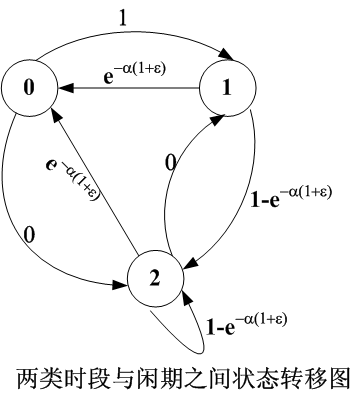 1
0
e^{-α(1+ε)}
1
e^{-α(1+ε)}
0
1-e^{-α(1+ε)}
0
2
1-e^{-α(1+ε)}
两类时段与闲期之间状态转移图